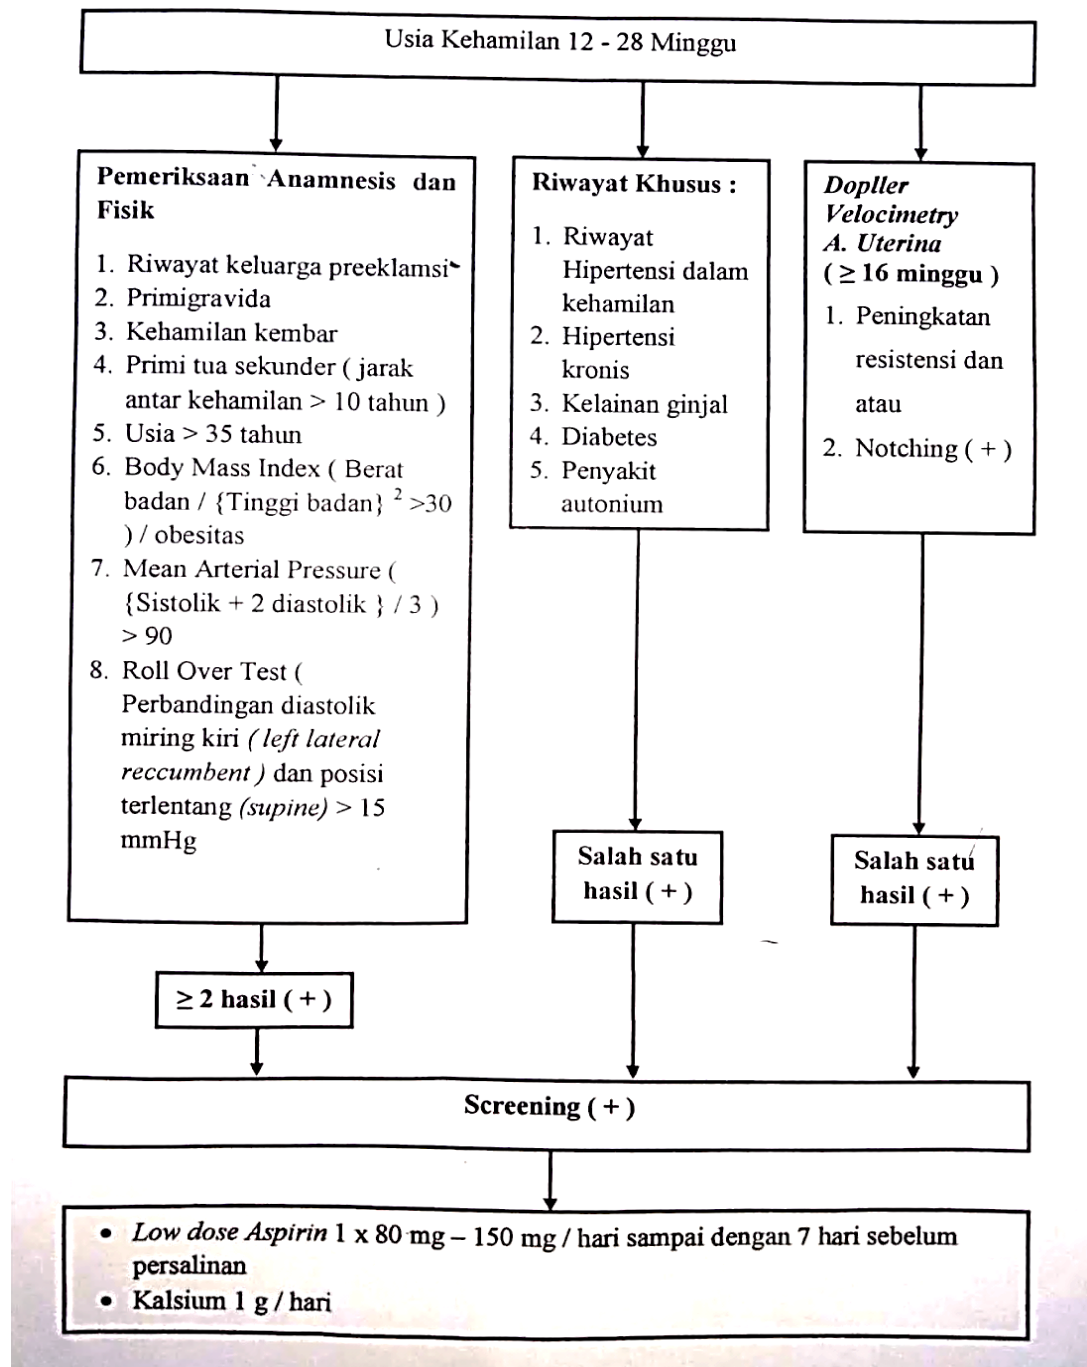 Usia Kehamilan 12 - 28 Minggu
Pemeriksaan Anamnesis dan
Fisik
1. Riwayat keluarga preeklamsi
2. Primigravida
3. Kehamilan kembar
4. Primi tua sekunder ( jarak
antar kehamilan > 10 tahun )
5. Usia > 35 tahun
6. Body Mass Index ( Berat
badan / {Tinggi badan} ² >30
) / obesitas
7. Mean Arterial Pressure (
{Sistolik + 2 diastolik } / 3 )
> 90
8. Roll Over Test (
Perbandingan diastolik
miring kiri ( left lateral
reccumbent ) dan posisi
terlentang (supine) > 15
mmHg
≥ 2 hasil ( + )
Riwayat Khusus :
1. Riwayat
Hipertensi dalam
kehamilan
2. Hipertensi
kronis
3. Kelainan ginjal
4. Diabetes
5. Penyakit
autonium
Salah satu
hasil ( + )
Dopller
Velocimetry
A. Uterina
( ≥ 16 minggu )
1. Peningkatan
resistensi dan
atau
2. Notching ( + )
Salah satu
hasil ( + )
Screening ( + )
• Low dose Aspirin 1 x 80 mg – 150 mg / hari sampai dengan 7 hari sebelum
persalinan
• Kalsium 1 g / hari